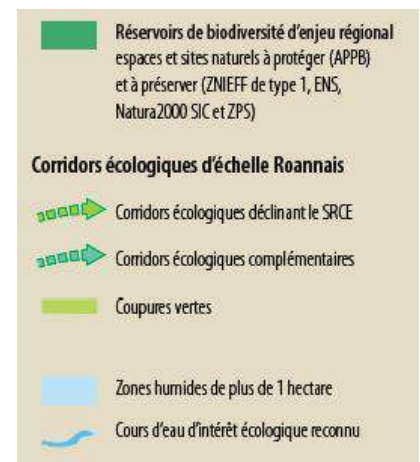 Réservoirs de biodiversité d'enjeu régional
espaces et sites naturels à protéger (APPB)
et à préserver (ZNIEFF de type 1, ENS,
Natura2000 SIC et ZPS)
Corridors écologiques d'échelle Roannais
Corridors écologiques déclinant le SRCE
Corridors écologiques complémentaires
Coupures vertes
Zones humides de plus de 1 hectare
Cours d'eau d'intérêt écologique reconnu